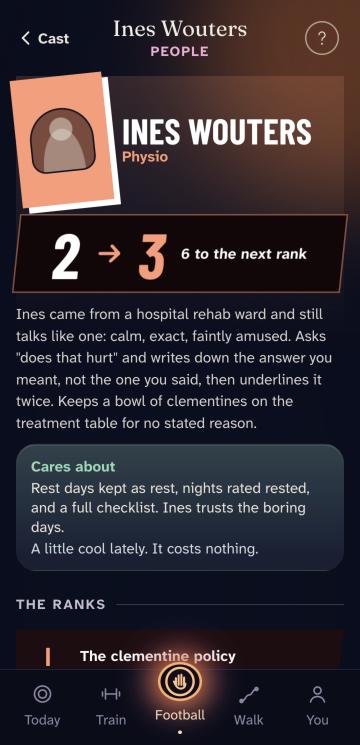 Cast
Ines Wouters
PEOPLE
?
INES WOUTERS
Physio
2 → 3 6 to the next rank
Ines came from a hospital rehab ward and still
talks like one: calm, exact, faintly amused. Asks
"does that hurt" and writes down the answer you
meant, not the one you said, then underlines it
twice. Keeps a bowl of clementines on the
treatment table for no stated reason.
Cares about
Rest days kept as rest, nights rated rested,
and a full checklist. Ines trusts the boring
days.
A little cool lately. It costs nothing.
THE RANKS
The clementine policy
Today
Train
Football
Walk
You